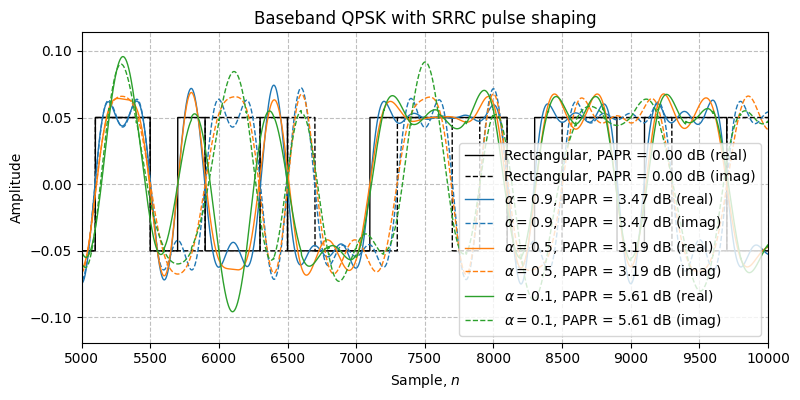 Baseband QPSK with SRRC pulse shaping
Amplitude
0.10
0.05
0.00
−0.05
−0.10
Rectangular, PAPR = 0.00 dB (real)
Rectangular, PAPR = 0.00 dB (imag)
α = 0.9, PAPR = 3.47 dB (real)
α = 0.9, PAPR = 3.47 dB (imag)
α = 0.5, PAPR = 3.19 dB (real)
α = 0.5, PAPR = 3.19 dB (imag)
α = 0.1, PAPR = 5.61 dB (real)
α = 0.1, PAPR = 5.61 dB (imag)
5000 5500 6000 6500 7000 7500 8000 8500 9000 9500 10000
Sample, n